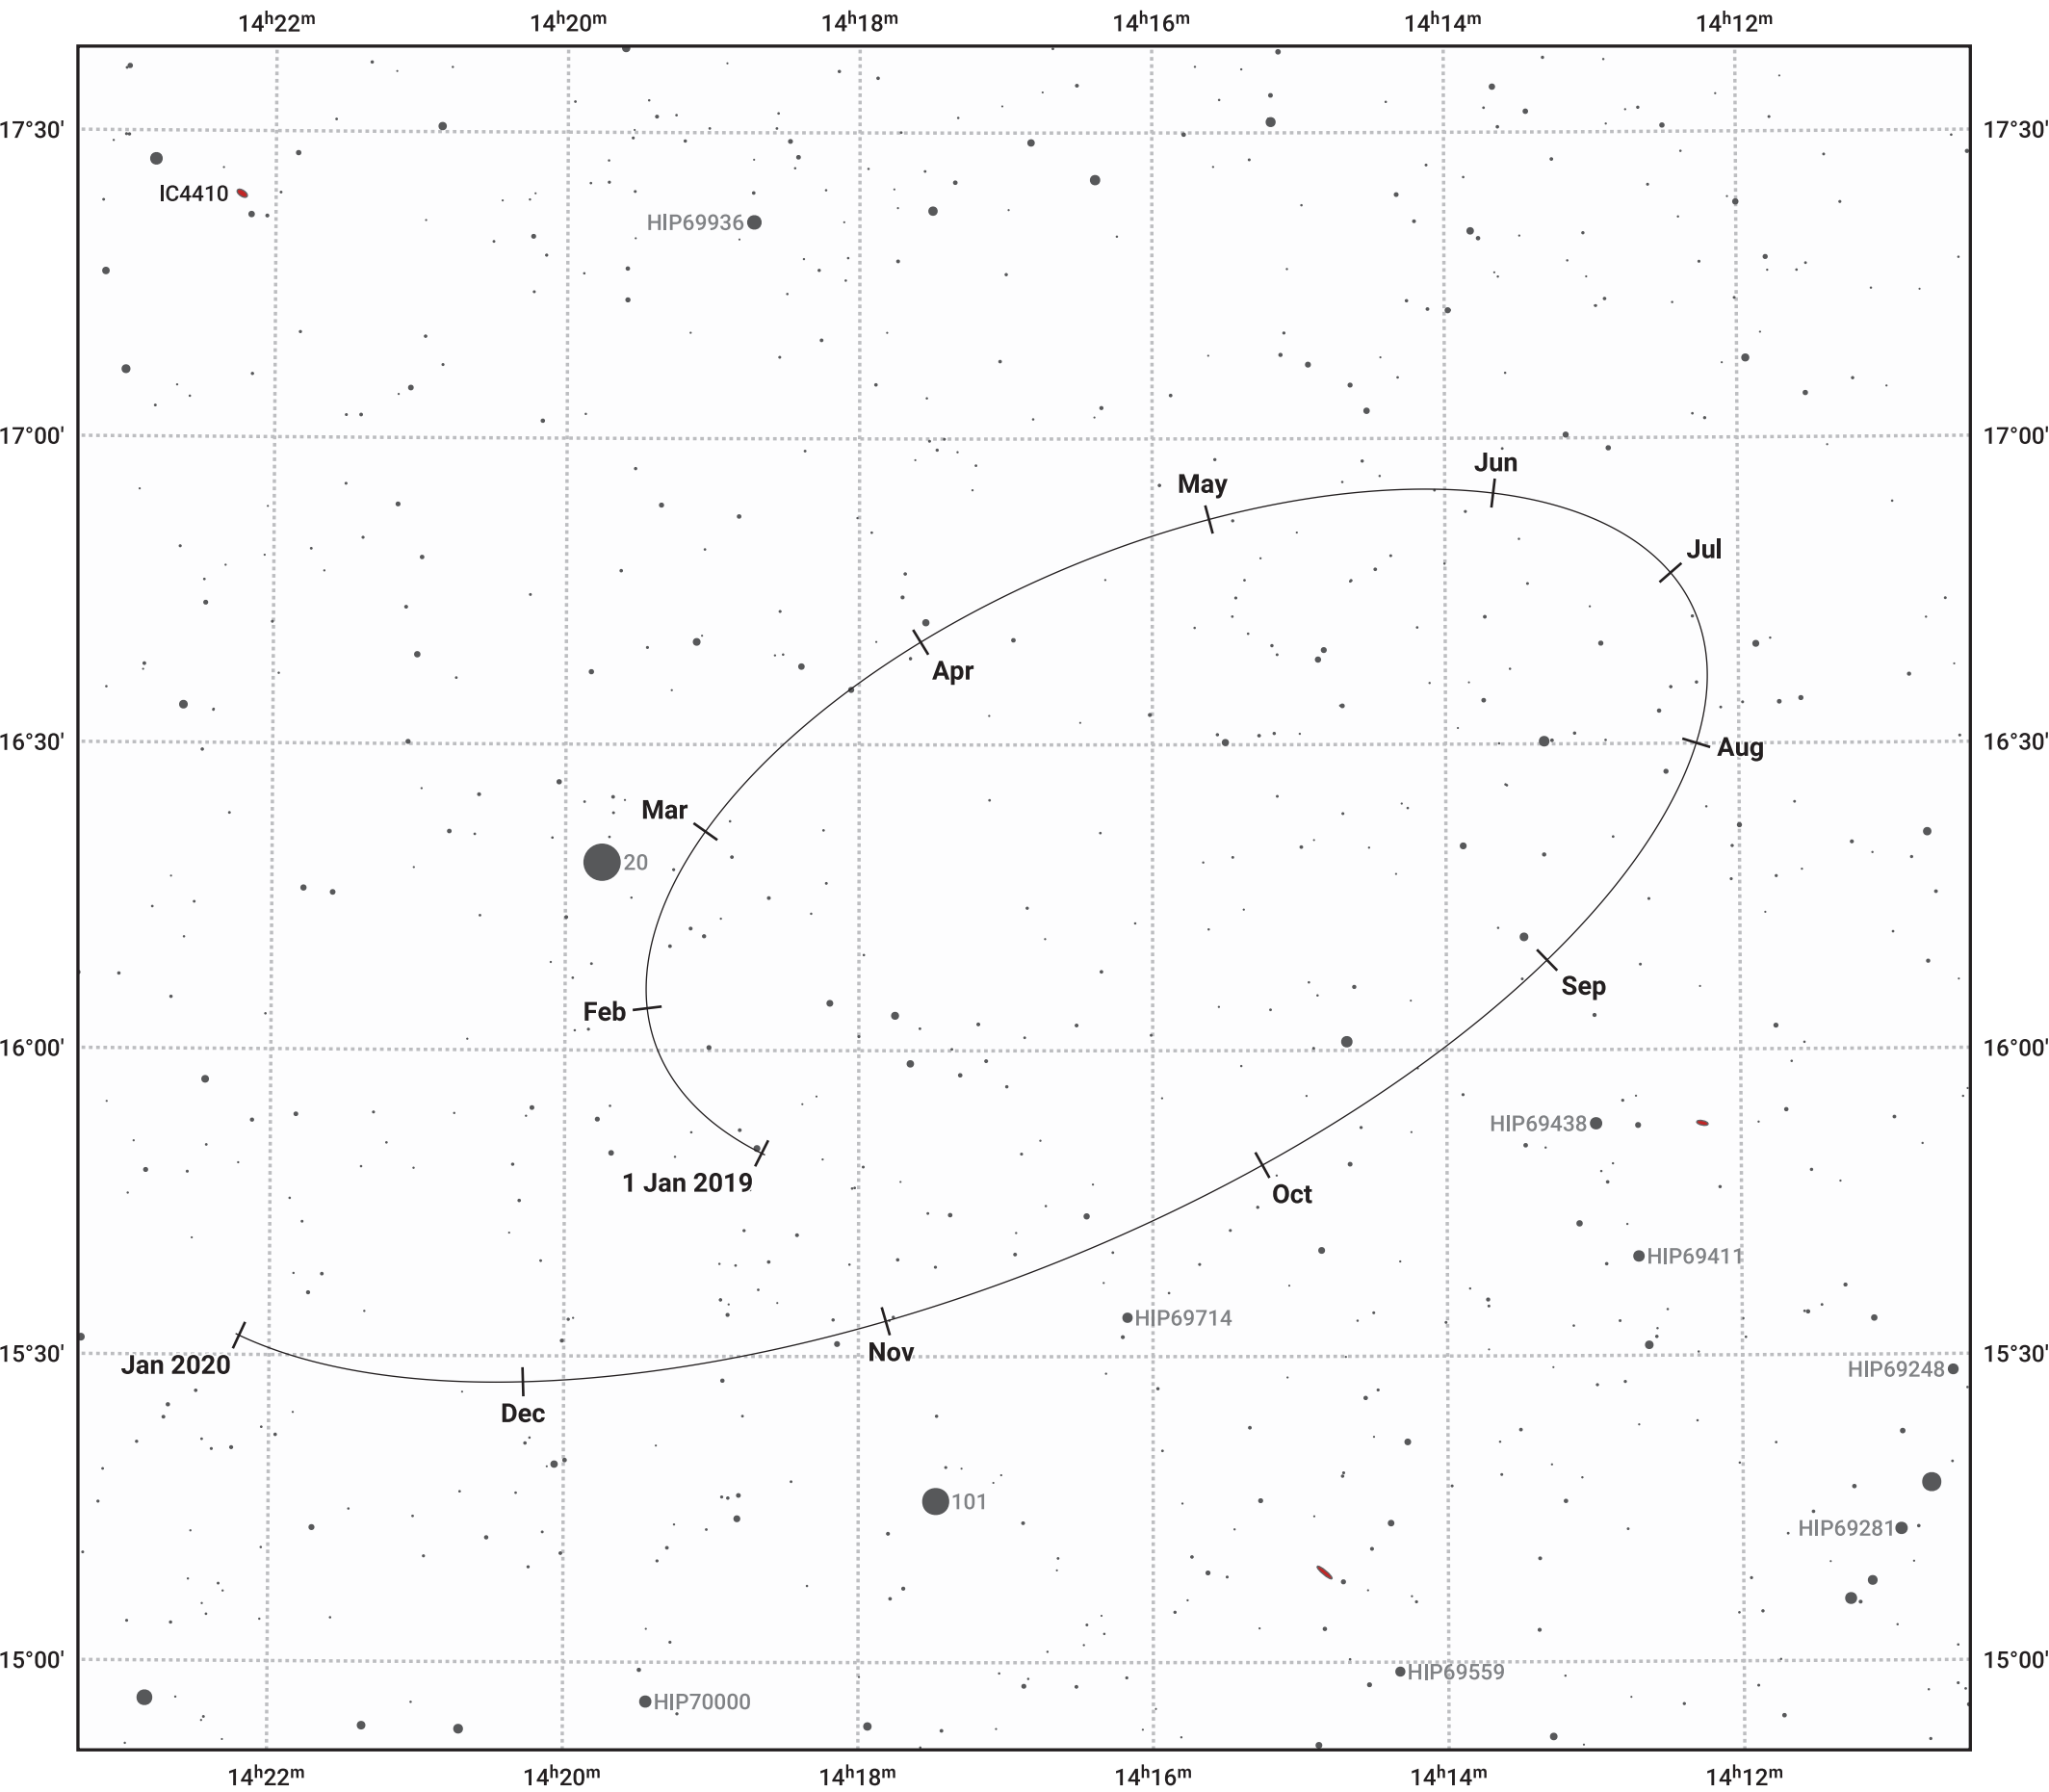 14ʰ22ᵐ 14ʰ20ᵐ 14ʰ18ᵐ 14ʰ16ᵐ 14ʰ14ᵐ 14ʰ12ᵐ
17°30' 17°30'
IC4410
HIP69936
17°00' 17°00'
Jun
May
Jul
Apr
16°30' Aug 16°30'
Mar
20
Sep
Feb
16°00' 16°00'
HIP69438
1 Jan 2019
Oct
HIP69411
HIP69714
Nov
15°30' 15°30'
Jan 2020 HIP69248
Dec
101
HIP69281
15°00' 15°00'
HIP69559
HIP70000
14ʰ22ᵐ 14ʰ20ᵐ 14ʰ18ᵐ 14ʰ16ᵐ 14ʰ14ᵐ 14ʰ12ᵐ